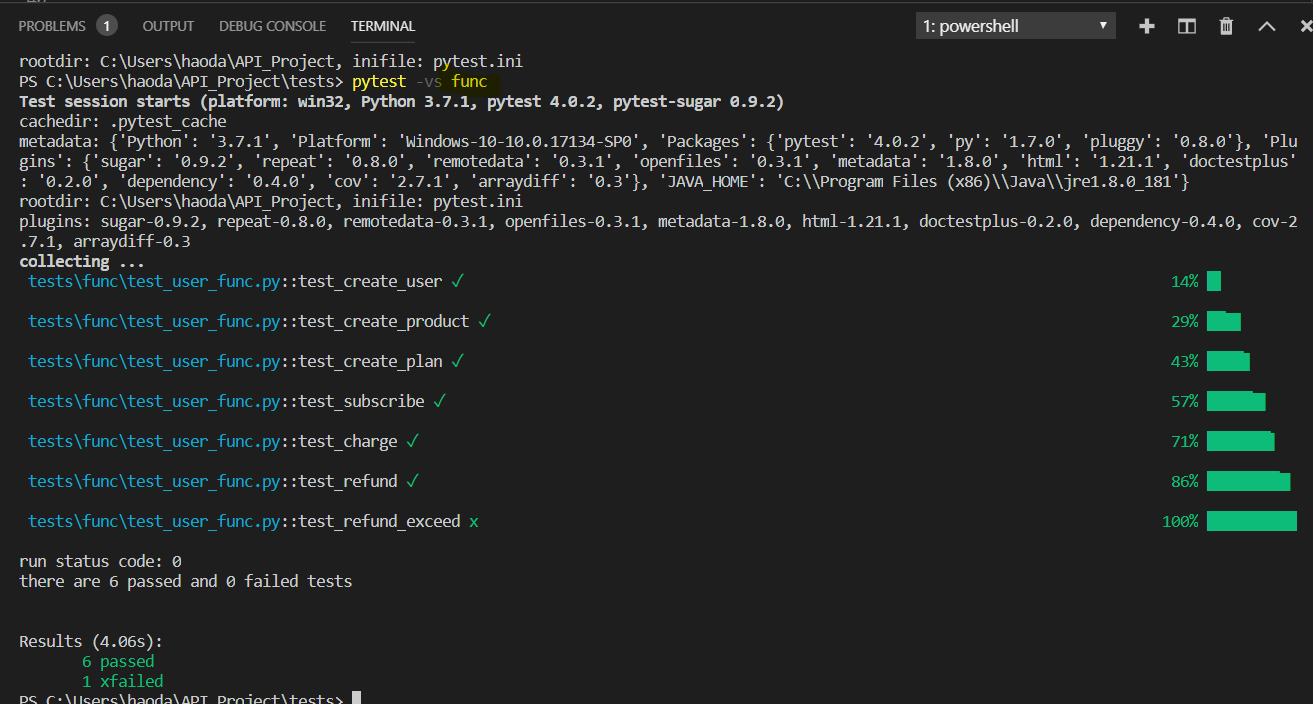 PROBLEMS 1 OUTPUT DEBUG CONSOLE TERMINAL 1: powershell
rootdir: C:\Users\haoda\API_Project, inifile: pytest.ini
PS C:\Users\haoda\API_Project\tests> pytest -vs func
Test session starts (platform: win32, Python 3.7.1, pytest 4.0.2, pytest-sugar 0.9.2)
cachedir: .pytest_cache
metadata: {'Python': '3.7.1', 'Platform': 'Windows-10-10.0.17134-SP0', 'Packages': {'pytest': '4.0.2', 'py': '1.7.0', 'pluggy': '0.8.0'}, 'Plu
gins': {'sugar': '0.9.2', 'repeat': '0.8.0', 'remotedata': '0.3.1', 'openfiles': '0.3.1', 'metadata': '1.8.0', 'html': '1.21.1', 'doctestplus'
: '0.2.0', 'dependency': '0.4.0', 'cov': '2.7.1', 'arraydiff': '0.3'}, 'JAVA_HOME': 'C:\\Program Files (x86)\\Java\\jre1.8.0_181'}
rootdir: C:\Users\haoda\API_Project, inifile: pytest.ini
plugins: sugar-0.9.2, repeat-0.8.0, remotedata-0.3.1, openfiles-0.3.1, metadata-1.8.0, html-1.21.1, doctestplus-0.2.0, dependency-0.4.0, cov-2
.7.1, arraydiff-0.3
collecting ...
tests\func\test_user_func.py::test_create_user ✓ 14%
tests\func\test_user_func.py::test_create_product ✓ 29%
tests\func\test_user_func.py::test_create_plan ✓ 43%
tests\func\test_user_func.py::test_subscribe ✓ 57%
tests\func\test_user_func.py::test_charge ✓ 71%
tests\func\test_user_func.py::test_refund ✓ 86%
tests\func\test_user_func.py::test_refund_exceed x 100%
run status code: 0
there are 6 passed and 0 failed tests
Results (4.06s):
6 passed
1 xfailed
PS C:\Users\haoda\API_Project\tests>